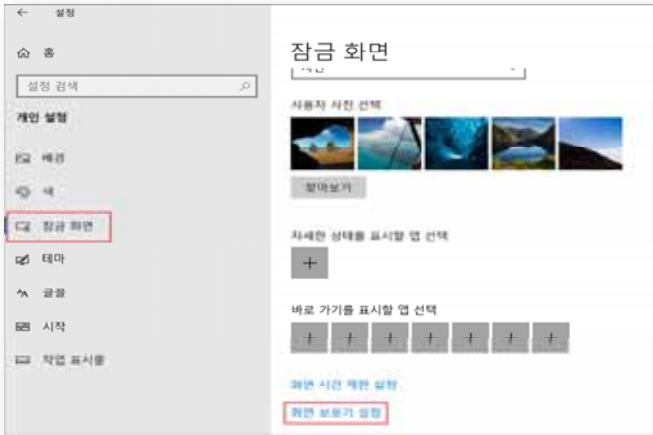 설정
홈
설정 검색
개인 설정
배경
색
잠금 화면
테마
글꼴
시작
작업 표시줄
잠금 화면
사진
사용자 사진 선택
찾아보기
자세한 상태를 표시할 앱 선택
바로 가기를 표시할 앱 선택
화면 시간 제한 설정
화면 보호기 설정